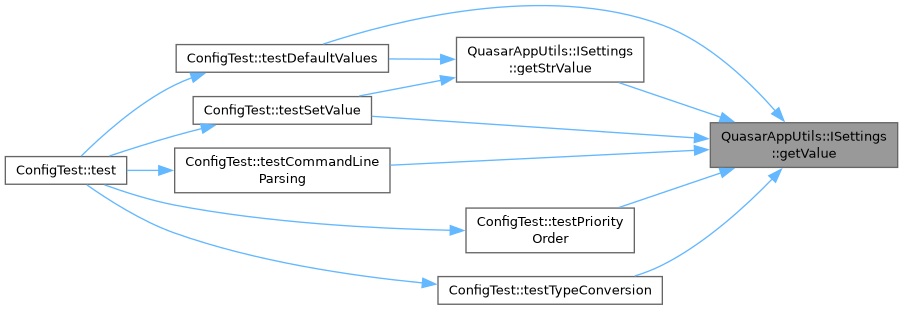 ConfigTest::testDefaultValues
QuasarAppUtils::ISettings
::getStrValue
ConfigTest::testSetValue
QuasarAppUtils::ISettings
::getValue
ConfigTest::test
ConfigTest::testCommandLine
Parsing
ConfigTest::testPriority
Order
ConfigTest::testTypeConversion